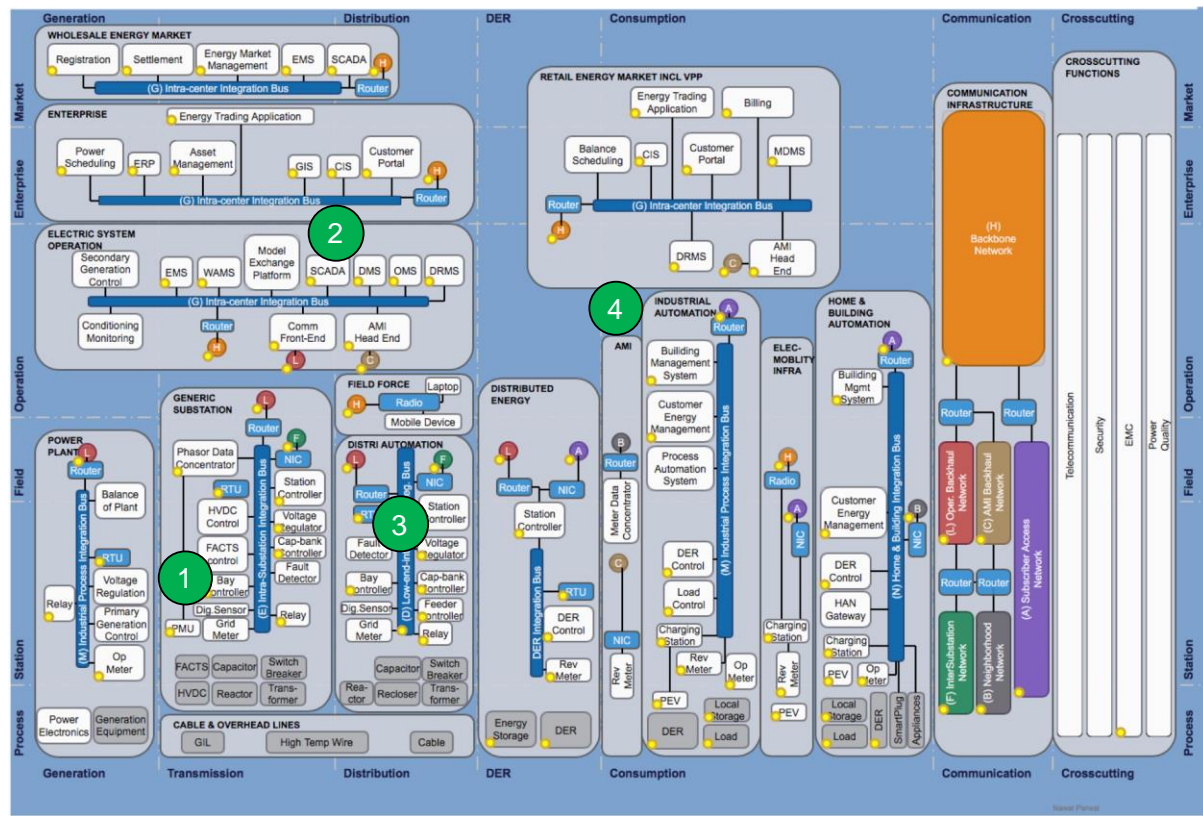 Generation
Distribution
DER
Consumption
Communication
Crosscutting
Market
Enterprise
Operation
Field
Station
Process
WHOLESALE ENERGY MARKET
Registration
Settlement
Energy Market
Management
EMS
SCADA
H
Router
(G) Intra-center Integration Bus
ENTERPRISE
Energy Trading Application
Power
Scheduling
ERP
Asset
Management
GIS
CIS
Customer
Portal
H
Router
(G) Intra-center Integration Bus
ELECTRIC SYSTEM
OPERATION
2
Secondary
Generation
Control
EMS
WAMS
Model
Exchange
Platform
SCADA
DMS
OMS
DRMS
(G) Intra-center Integration Bus
Conditioning
Monitoring
Router
H
Comm
Front-End
L
AMI
Head End
C
RETAIL ENERGY MARKET INCL VPP
Energy Trading
Application
Billing
Balance
Scheduling
CIS
Customer
Portal
MDMS
Router
H
(G) Intra-center Integration Bus
DRMS
C
AMI
Head
End
POWER
PLANT
L
Router
Balance
of Plant
RTU
Voltage
Regulation
Relay
Primary
Generation
Control
Op
Meter
(M) Industrial Process Integration Bus
Power
Electronics
Generation
Equipment
GENERIC
SUBSTATION
L
Router
F
NIC
Phasor Data
Concentrator
RTU
Station
Controller
HVDC
Control
Voltage
Regulator
FACTS
Control
Cap-bank
Controller
1
Bay
Controller
Fault
Detector
Dig.Sensor
Relay
PMU
Grid
Meter
(E) Intra-Substation Integration Bus
FACTS
Capacitor
Switch
Breaker
HVDC
Reactor
Trans-
former
FIELD FORCE
Laptop
H
Radio
Mobile Device
DISTRI AUTOMATION
L
F
Router
NIC
3
Station
Controller
Fault
Detector
Voltage
Regulator
Bay
Controller
Cap-bank
Controller
Dig.Sensor
Feeder
Controller
Grid
Meter
Relay
Capacitor
Switch
Breaker
Rea-
ctor
Recloser
Trans-
former
CABLE & OVERHEAD LINES
GIL
High Temp Wire
Cable
DISTRIBUTED
ENERGY
L
A
Router
NIC
Station
Controller
RTU
DER
Control
Rev
Meter
DER Integration Bus
Energy
Storage
DER
4
AMI
B
Router
Meter Data
Concentrator
C
NIC
Rev
Meter
INDUSTRIAL
AUTOMATION
A
Router
Builiding
Management
System
Customer
Energy
Management
Process
Automation
System
DER
Control
Load
Control
Charging
Station
Rev
Meter
Op
Meter
PEV
(M) Industrial Process Integration Bus
Local
Storage
DER
Load
ELEC-
MOBLITY
INFRA
H
Radio
A
NIC
Charging
Station
Rev
Meter
PEV
HOME &
BUILDING
AUTOMATION
A
Router
Builiding
Mgmt
System
Customer
Energy
Management
B
NIC
DER
Control
HAN
Gateway
Charging
Station
PEV
Op
Meter
(N) Home & Building Integration Bus
Local
Storage
Load
DER
SmartPlug
Appliances
COMMUNICATION
INFRASTRUCTURE
(H)
Backbone
Network
Router
Router
Router
(L) Oper. Backhaul
Network
(C) AMI Backhaul
Network
(A) Subscriber Access
Network
Router
Router
(F) InterSubstation
Network
(B) Neighborhood
Network
CROSSCUTTING
FUNCTIONS
Telecommunication
Security
EMC
Power
Quality
Market
Enterprise
Operation
Field
Station
Process
Generation
Transmission
Distribution
DER
Consumption
Communication
Crosscutting